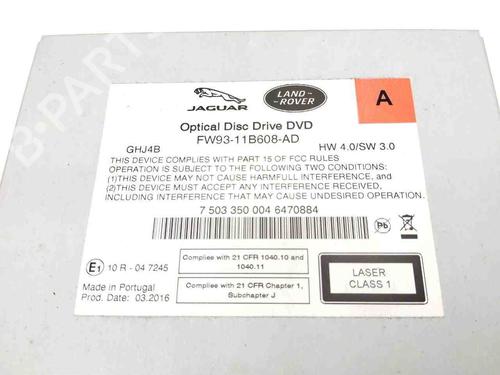 B-PARTS
JAGUAR
LAND-
ROVER
A
Optical Disc Drive DVD
FW93-11B608-AD
GHJ4B HW 4.0/SW 3.0
THIS DEVICE COMPLIES WITH PART 15 OF FCC RULES
OPERATION IS SUBJECT TO THE FOLLOWING TWO CONDITIONS:
(1)THIS DEVICE MAY NOT CAUSE HARMFULL INTERFERENCE, and
(2)THIS DEVICE MUST ACCEPT ANY INTERFERENCE RECEIVED,
INCLUDING INTERFERENCE THAT MAY CAUSE UNDESIRED OPERATION.
7 503 350 004 6470884
Pb
E1 10 R - 04 7245
Complies with 21 CFR 1040.10 and
1040.11
Made in Portugal
Prod. Date: 03.2016
Complies with 21 CFR Chapter 1,
Subchapter J
DVD
LASER
CLASS 1